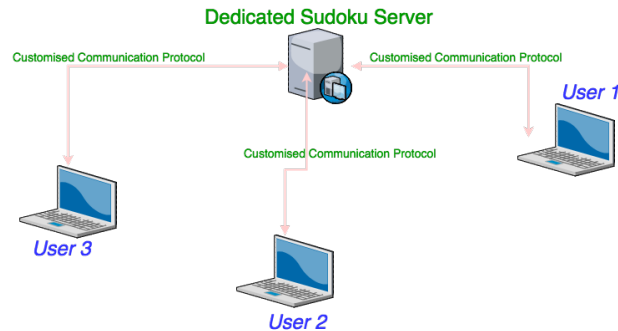 Dedicated Sudoku Server
Customised Communication Protocol
Customised Communication Protocol
User 1
Customised Communication Protocol
User 3
User 2